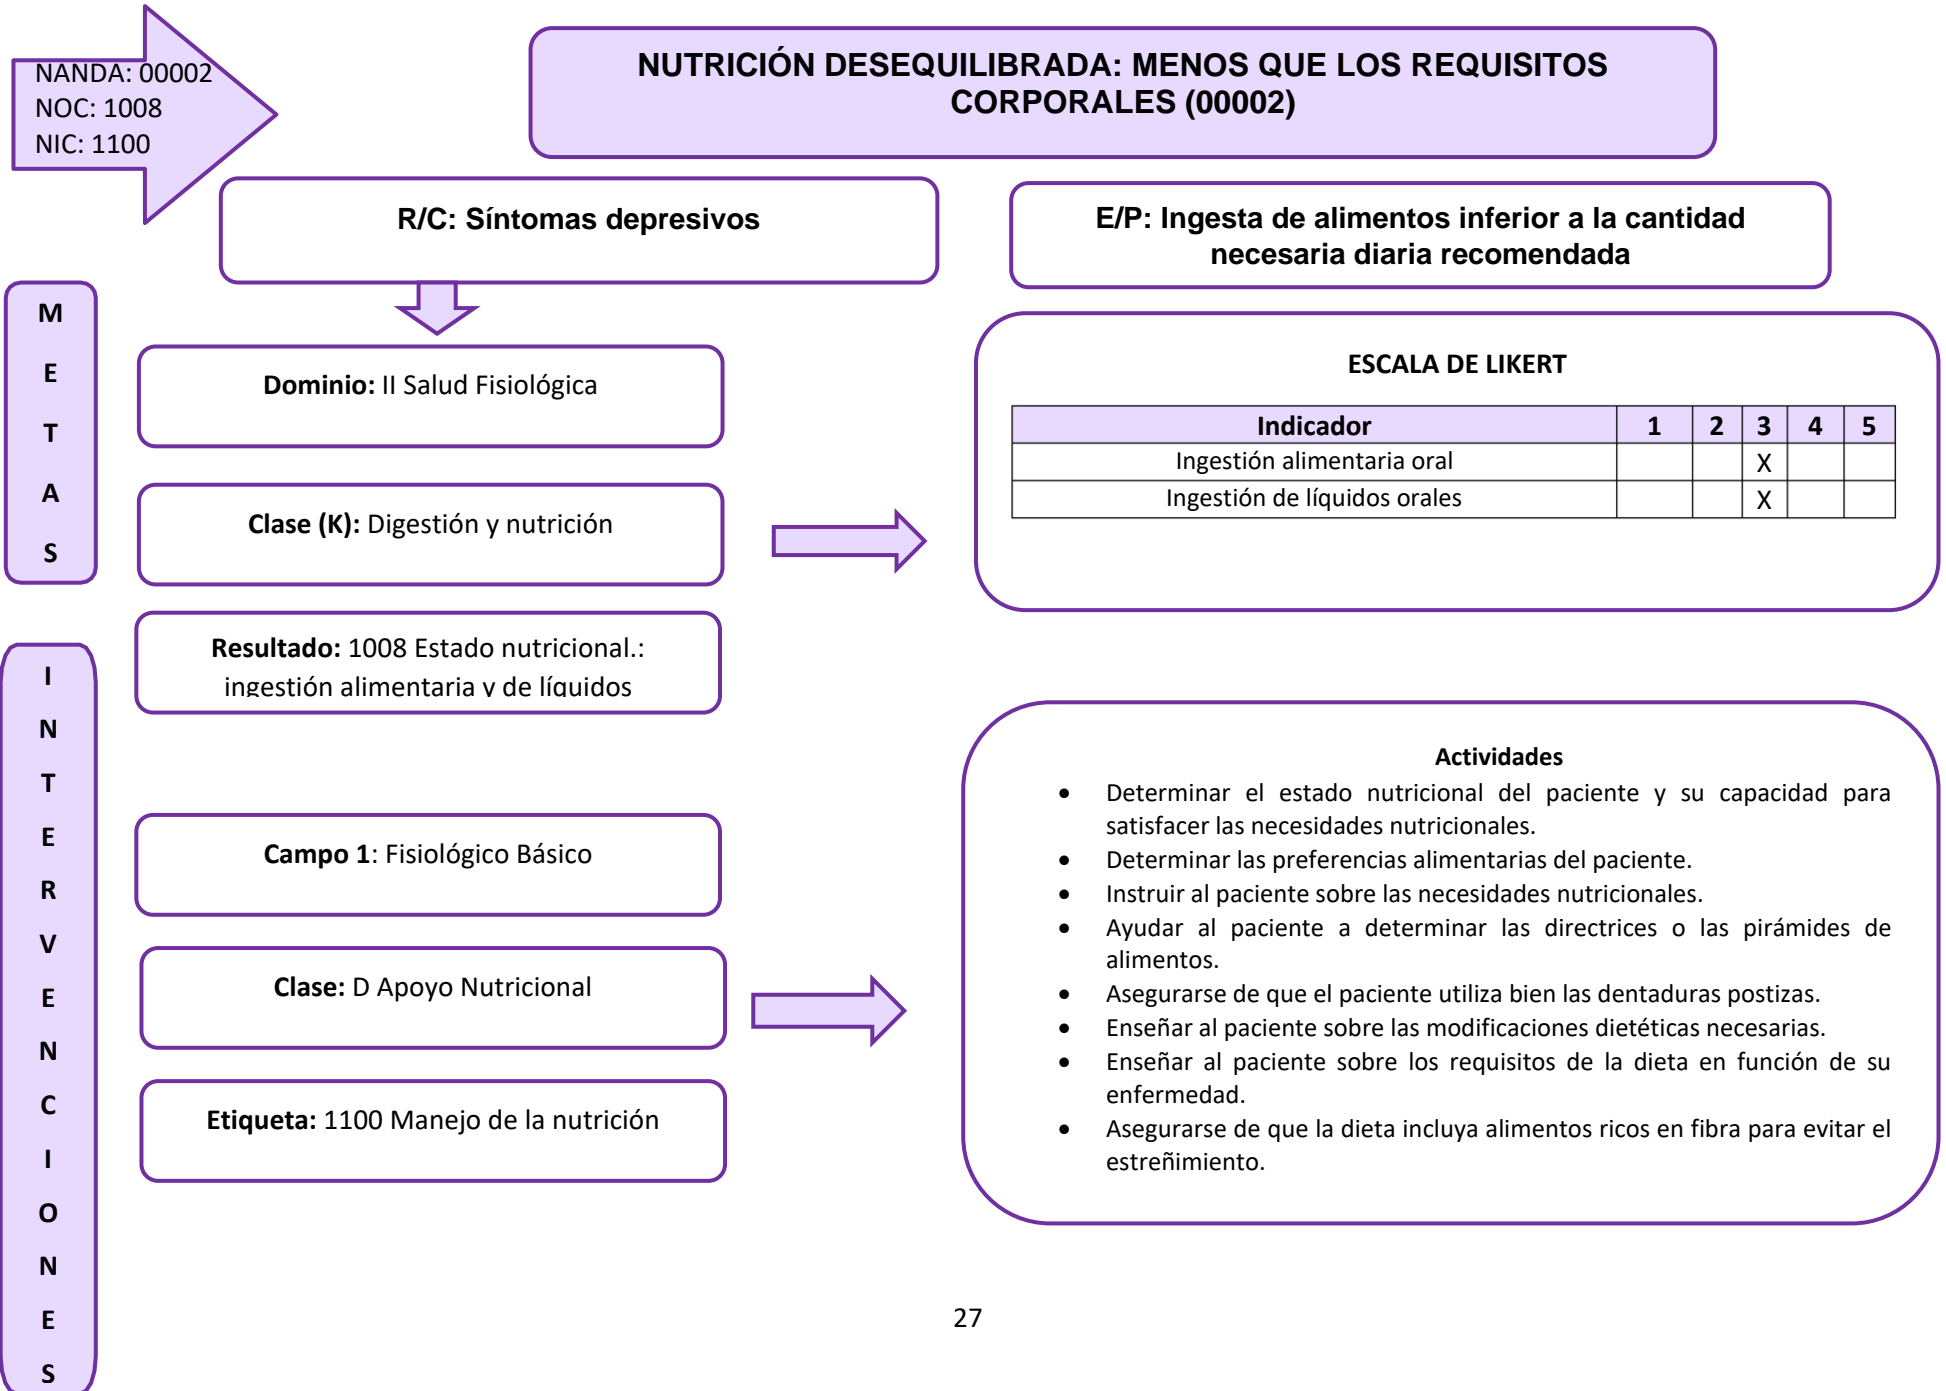 NANDA: 00002
NOC: 1008
NIC: 1100
NUTRICIÓN DESEQUILIBRADA: MENOS QUE LOS REQUISITOS
CORPORALES (00002)
R/C: Síntomas depresivos
E/P: Ingesta de alimentos inferior a la cantidad
necesaria diaria recomendada
M
E
T
A
S
Dominio: II Salud Fisiológica
Clase (K): Digestión y nutrición
Resultado: 1008 Estado nutricional.:
ingestión alimentaria y de líquidos
ESCALA DE LIKERT
Indicador 1 2 3 4 5
Ingestión alimentaria oral X
Ingestión de líquidos orales X
I
N
T
E
R
V
E
N
C
I
O
N
E
S
Campo 1: Fisiológico Básico
Clase: D Apoyo Nutricional
Etiqueta: 1100 Manejo de la nutrición
Actividades
• Determinar el estado nutricional del paciente y su capacidad para
satisfacer las necesidades nutricionales.
• Determinar las preferencias alimentarias del paciente.
• Instruir al paciente sobre las necesidades nutricionales.
• Ayudar al paciente a determinar las directrices o las pirámides de
alimentos.
• Asegurarse de que el paciente utiliza bien las dentaduras postizas.
• Enseñar al paciente sobre las modificaciones dietéticas necesarias.
• Enseñar al paciente sobre los requisitos de la dieta en función de su
enfermedad.
• Asegurarse de que la dieta incluya alimentos ricos en fibra para evitar el
estreñimiento.
27